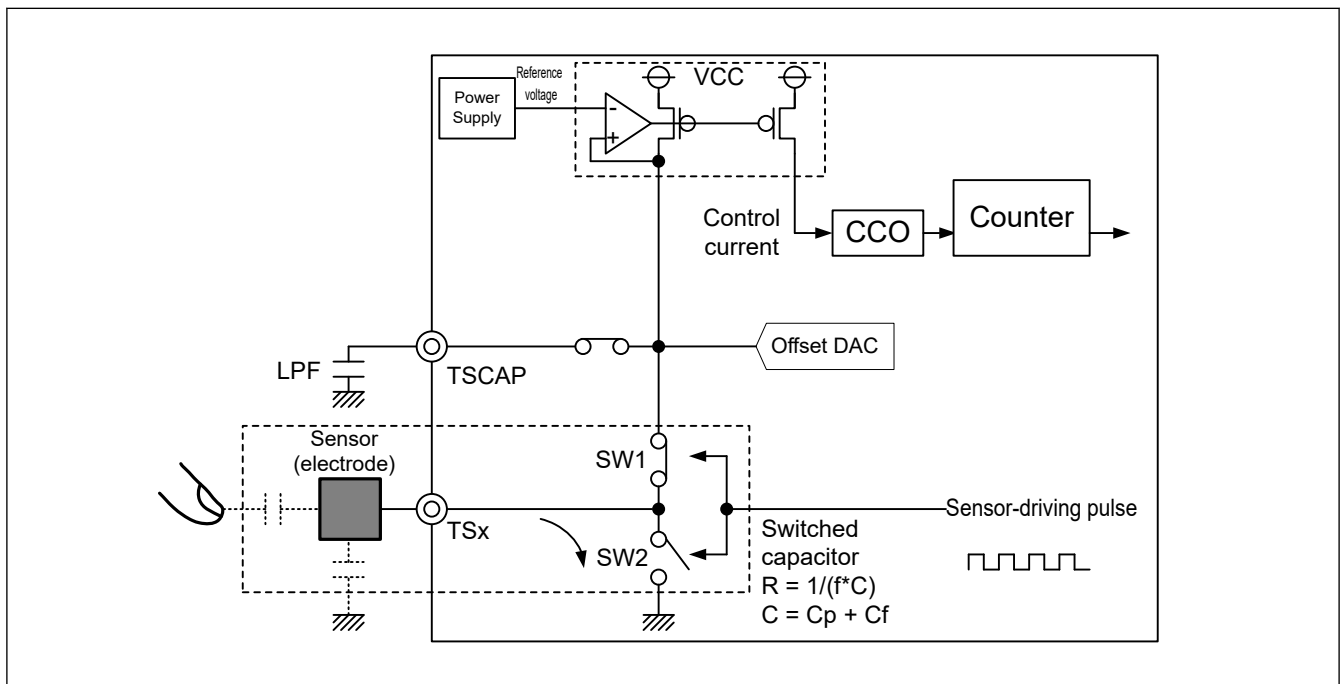 Power
Supply
Reference
voltage
VCC
-
+
Control
current
CCO
Counter
LPF
TSCAP
Offset DAC
Sensor
(electrode)
SW1
TSx
SW2
Switched
capacitor
R = 1/(f*C)
C = Cp + Cf
Sensor-driving pulse